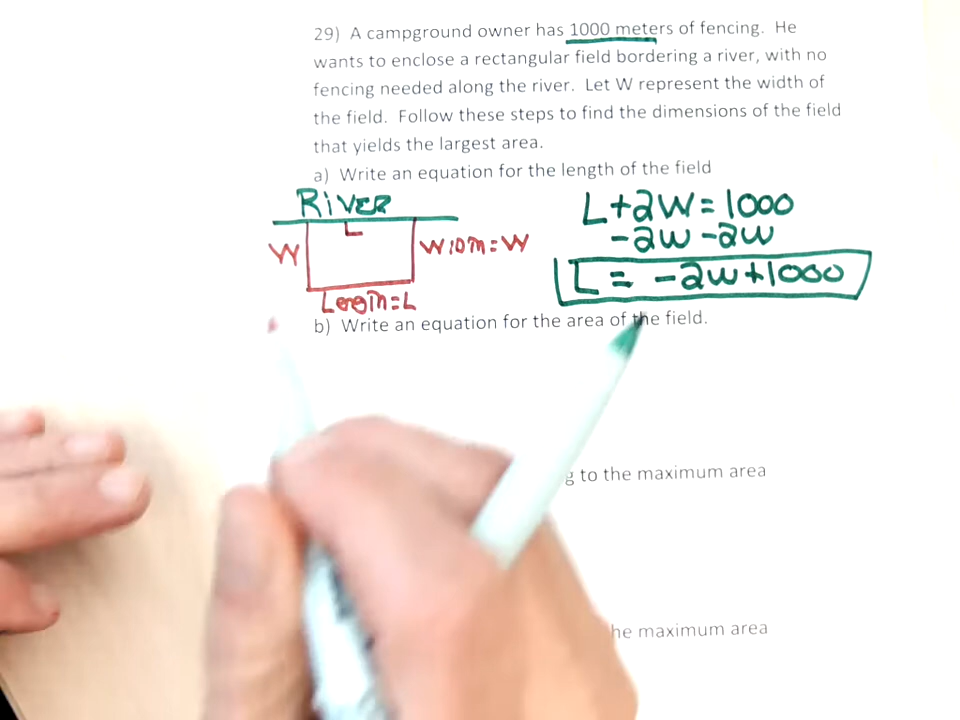 29) A campground owner has 1000 meters of fencing. He
wants to enclose a rectangular field bordering a river, with no
fencing needed along the river. Let W represent the width of
the field. Follow these steps to find the dimensions of the field
that yields the largest area.
a) Write an equation for the length of the field
RiVER
L
W
WiDTh=W
Length=L
L+2W=1000
-2W -2W
L = -2W+1000
b) Write an equation for the area of the field.
g to the maximum area
he maximum area